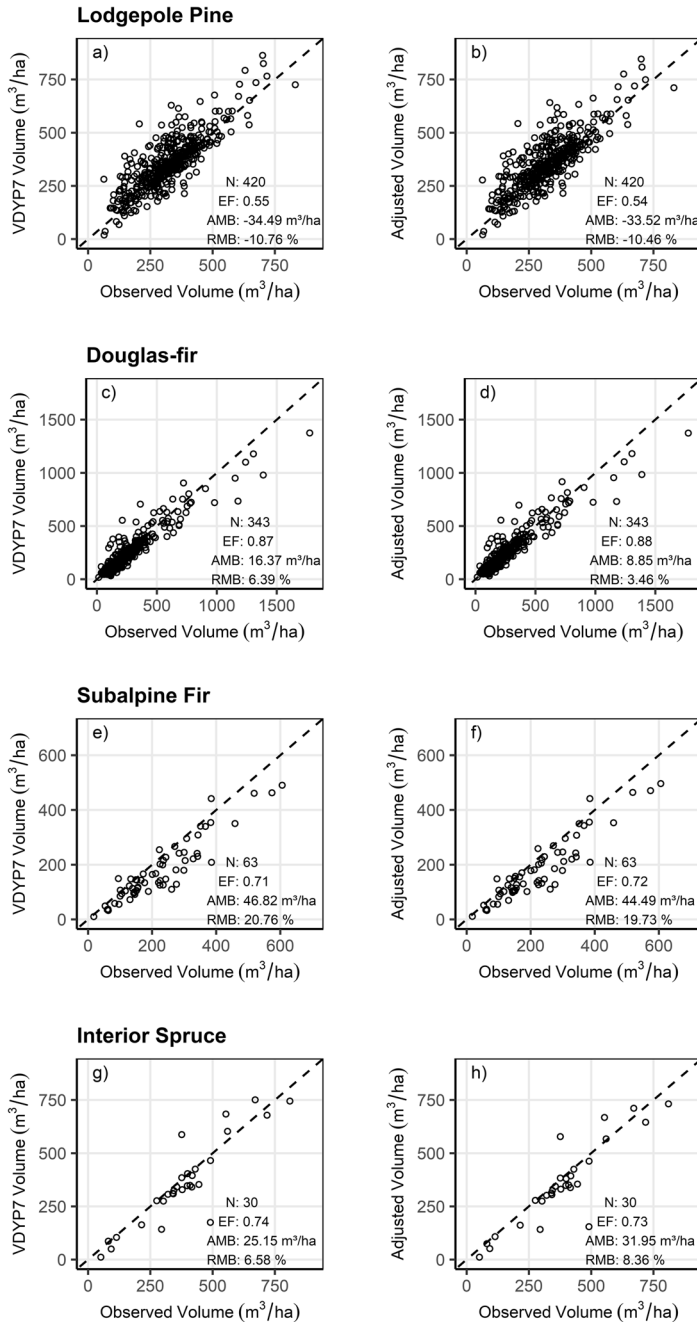 Lodgepole Pine
a)
VDYP7 Volume (m³/ha)
750
500
250
0
N: 420
EF: 0.55
AMB: -34.49 m³/ha
RMB: -10.76 %
0 250 500 750
Observed Volume (m³/ha)
b)
Adjusted Volume (m³/ha)
750
500
250
0
N: 420
EF: 0.54
AMB: -33.52 m³/ha
RMB: -10.46 %
0 250 500 750
Observed Volume (m³/ha)
Douglas-fir
c)
VDYP7 Volume (m³/ha)
1500
1000
500
0
N: 343
EF: 0.87
AMB: 16.37 m³/ha
RMB: 6.39 %
0 500 1000 1500
Observed Volume (m³/ha)
d)
Adjusted Volume (m³/ha)
1500
1000
500
0
N: 343
EF: 0.88
AMB: 8.85 m³/ha
RMB: 3.46 %
0 500 1000 1500
Observed Volume (m³/ha)
Subalpine Fir
e)
VDYP7 Volume (m³/ha)
600
400
200
0
N: 63
EF: 0.71
AMB: 46.82 m³/ha
RMB: 20.76 %
0 200 400 600
Observed Volume (m³/ha)
f)
Adjusted Volume (m³/ha)
600
400
200
0
N: 63
EF: 0.72
AMB: 44.49 m³/ha
RMB: 19.73 %
0 200 400 600
Observed Volume (m³/ha)
Interior Spruce
g)
VDYP7 Volume (m³/ha)
750
500
250
0
N: 30
EF: 0.74
AMB: 25.15 m³/ha
RMB: 6.58 %
0 250 500 750
Observed Volume (m³/ha)
h)
Adjusted Volume (m³/ha)
750
500
250
0
N: 30
EF: 0.73
AMB: 31.95 m³/ha
RMB: 8.36 %
0 250 500 750
Observed Volume (m³/ha)